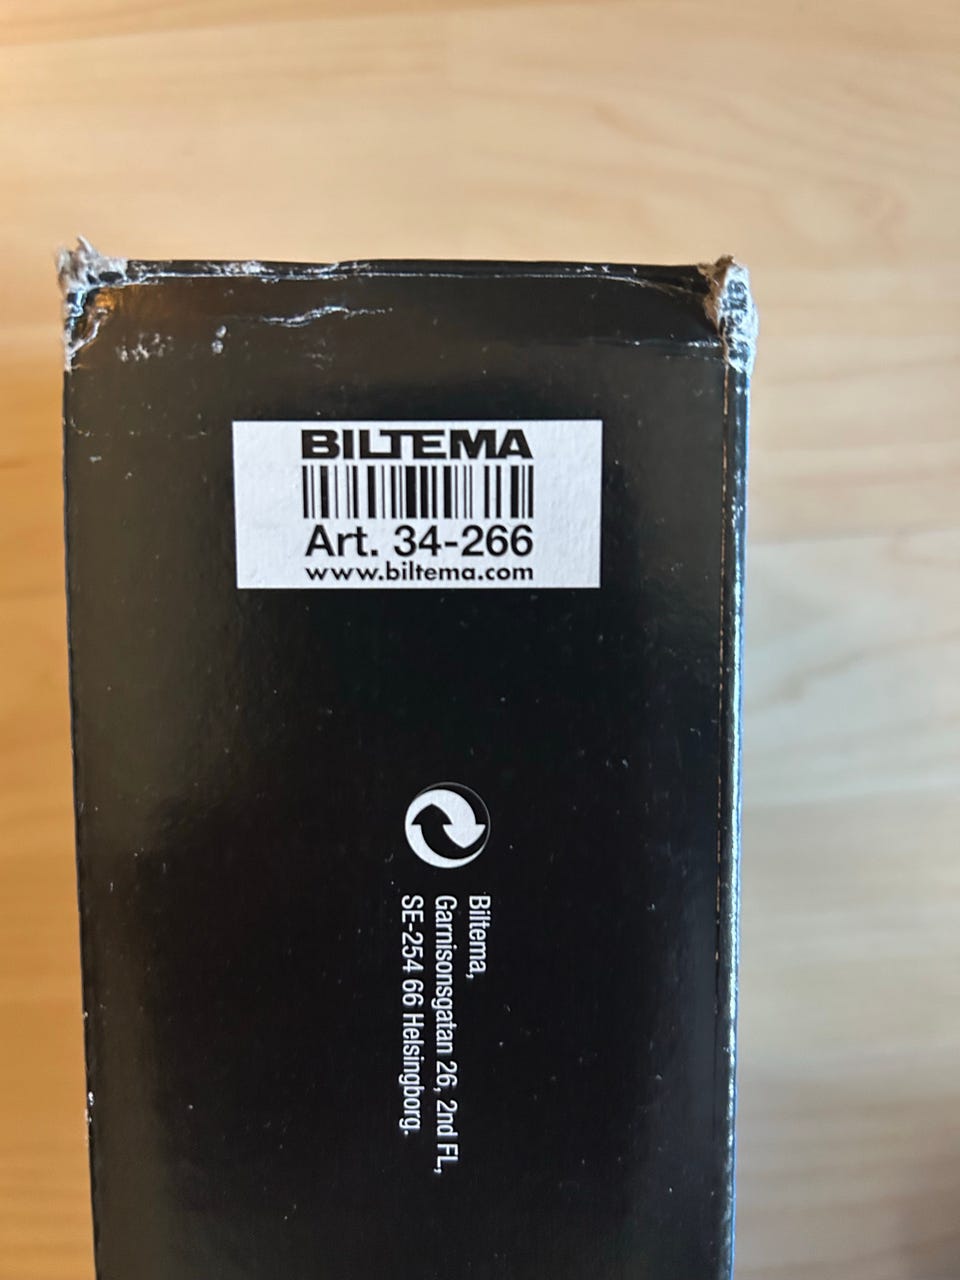 BILTEMA
Art. 34-266
www.biltema.com
Biltema,
Garnisonsgatan 26, 2nd FL,
SE-254 66 Helsingborg.